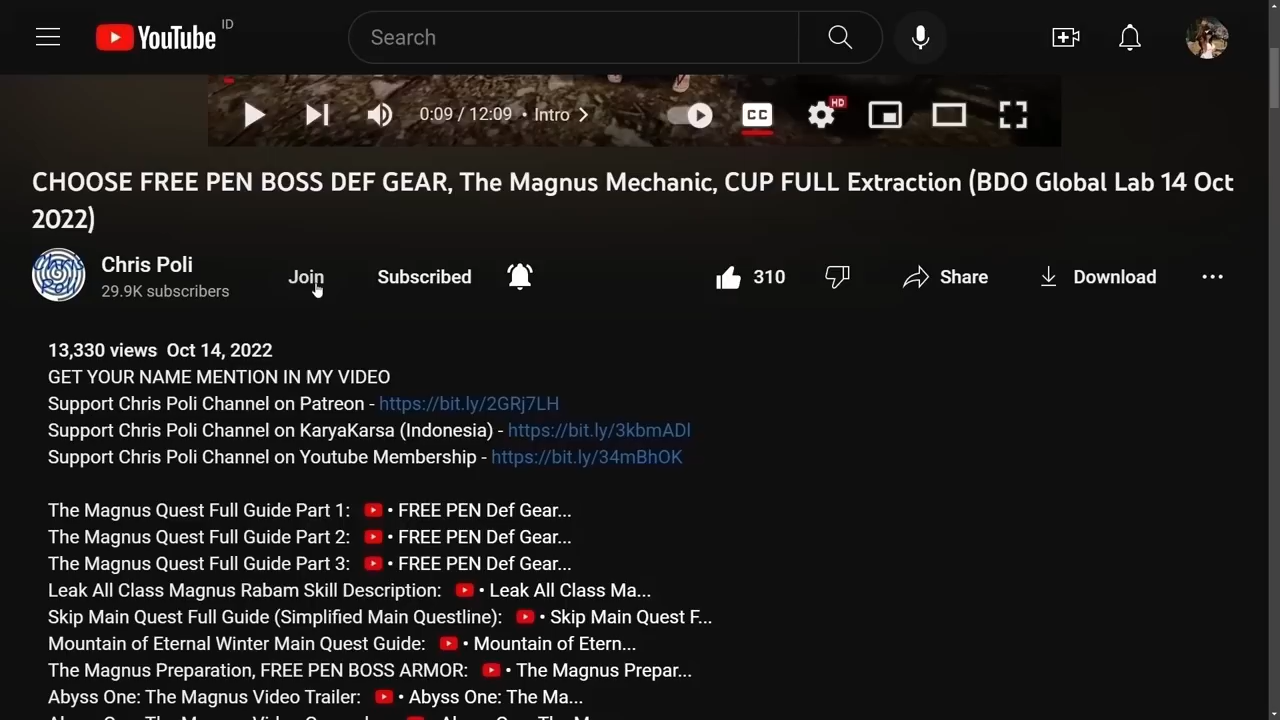 YouTube ID
Search
0:09 / 12:09 • Intro
CC
HD
CHOOSE FREE PEN BOSS DEF GEAR, The Magnus Mechanic, CUP FULL Extraction (BDO Global Lab 14 Oct
2022)
Chris Poli
Chris Poli
29.9K subscribers
Join
Subscribed
310
Share
Download
13,330 views Oct 14, 2022
GET YOUR NAME MENTION IN MY VIDEO
Support Chris Poli Channel on Patreon - https://bit.ly/2GRj7LH
Support Chris Poli Channel on KaryaKarsa (Indonesia) - https://bit.ly/3kbmADl
Support Chris Poli Channel on Youtube Membership - https://bit.ly/34mBhOK
The Magnus Quest Full Guide Part 1: • FREE PEN Def Gear...
The Magnus Quest Full Guide Part 2: • FREE PEN Def Gear...
The Magnus Quest Full Guide Part 3: • FREE PEN Def Gear...
Leak All Class Magnus Rabam Skill Description: • Leak All Class Ma...
Skip Main Quest Full Guide (Simplified Main Questline): • Skip Main Quest F...
Mountain of Eternal Winter Main Quest Guide: • Mountain of Etern...
The Magnus Preparation, FREE PEN BOSS ARMOR: • The Magnus Prepar...
Abyss One: The Magnus Video Trailer: • Abyss One: The Ma...